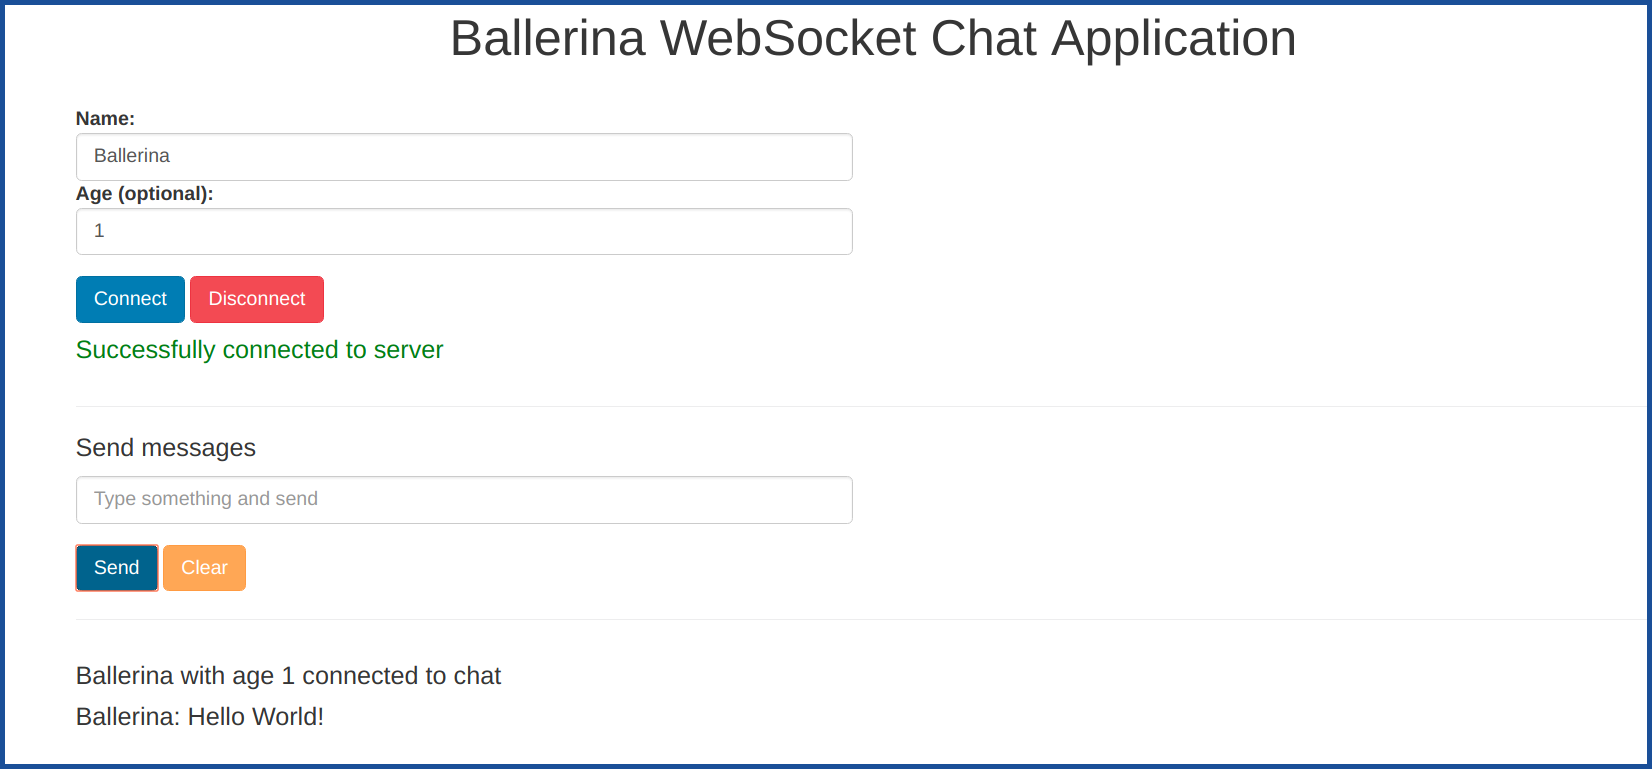 Ballerina WebSocket Chat Application
Name:
Ballerina
Age (optional):
1
Connect Disconnect
Successfully connected to server
Send messages
Type something and send
Send Clear
Ballerina with age 1 connected to chat
Ballerina: Hello World!